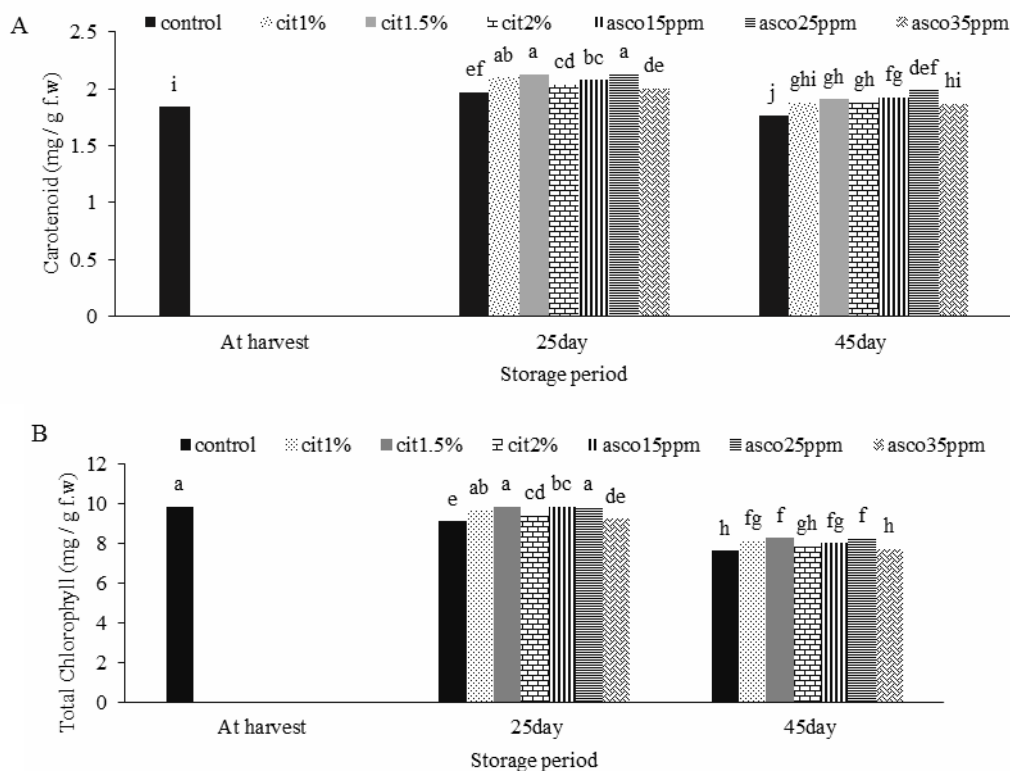 A
control cit1% cit1.5% cit2% asco15ppm asco25ppm asco35ppm
2.5
2
1.5
1
0.5
0
Carotenoid (mg / g f.w)
i
ef ab a cd bc a de
j ghi gh gh fg def hi
At harvest 25day 45day
Storage period
B
control cit1% cit1.5% cit2% asco15ppm asco25ppm asco35ppm
12
10
8
6
4
2
0
Total Chlorophyll (mg / g f.w)
a
e ab a cd bc a de
h fg f gh fg f h
At harvest 25day 45day
Storage period